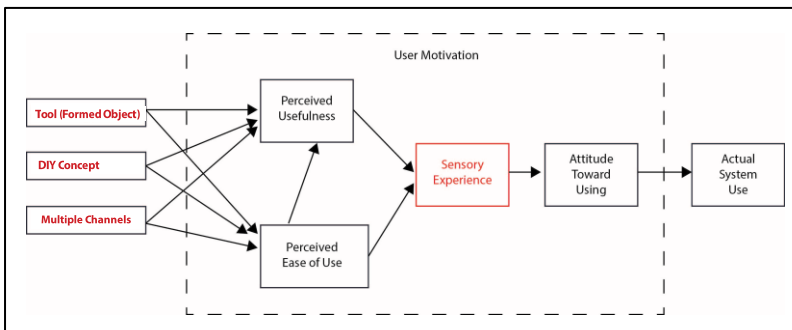 User Motivation
Tool (Formed Object)
DIY Concept
Multiple Channels
Perceived
Usefulness
Perceived
Ease of Use
Sensory
Experience
Attitude
Toward
Using
Actual
System
Use